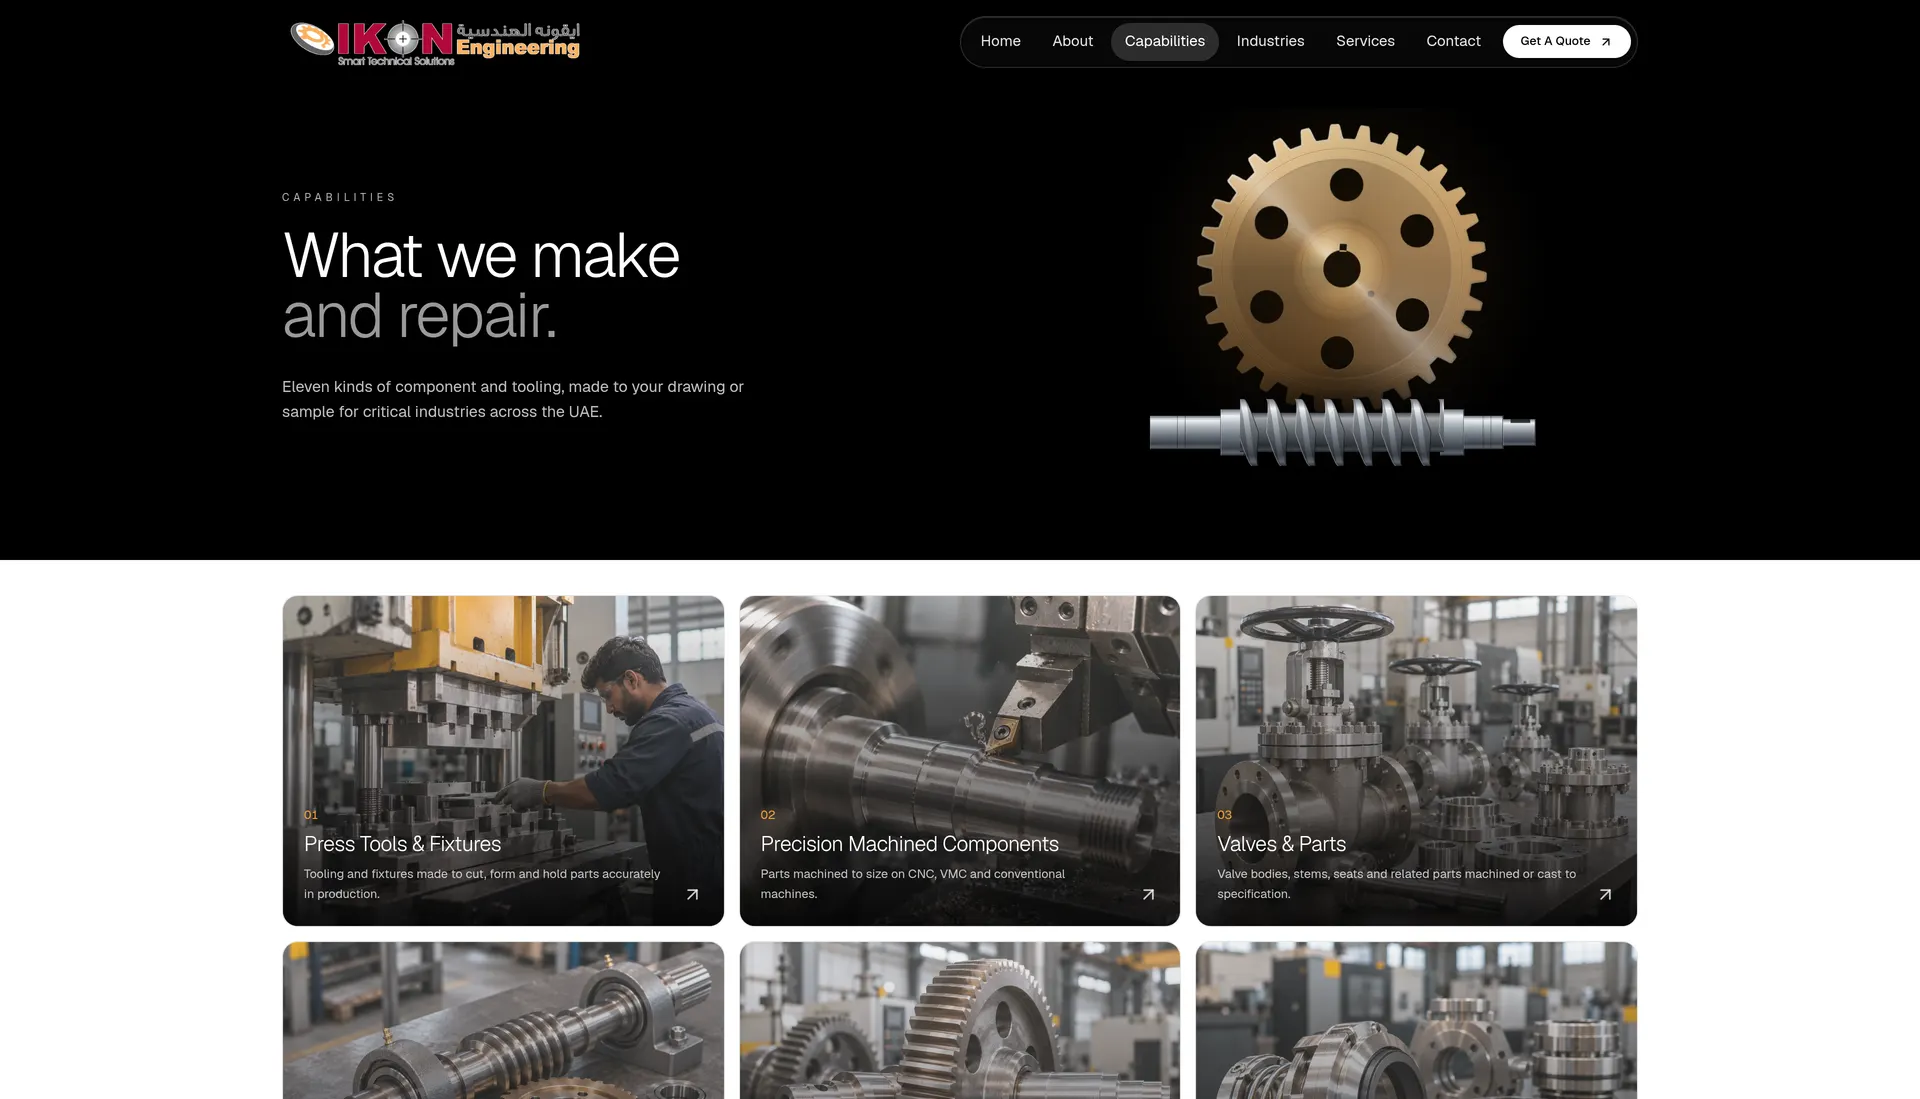 IKON
ايقونه الهندسية
Engineering
Smart Technical Solutions
Home
About
Capabilities
Industries
Services
Contact
Get A Quote
CAPABILITIES
What we make
and repair.
Eleven kinds of component and tooling, made to your drawing or
sample for critical industries across the UAE.
01
Press Tools & Fixtures
Tooling and fixtures made to cut, form and hold parts accurately
in production.
02
Precision Machined Components
Parts machined to size on CNC, VMC and conventional
machines.
03
Valves & Parts
Valve bodies, stems, seats and related parts machined or cast to
specification.